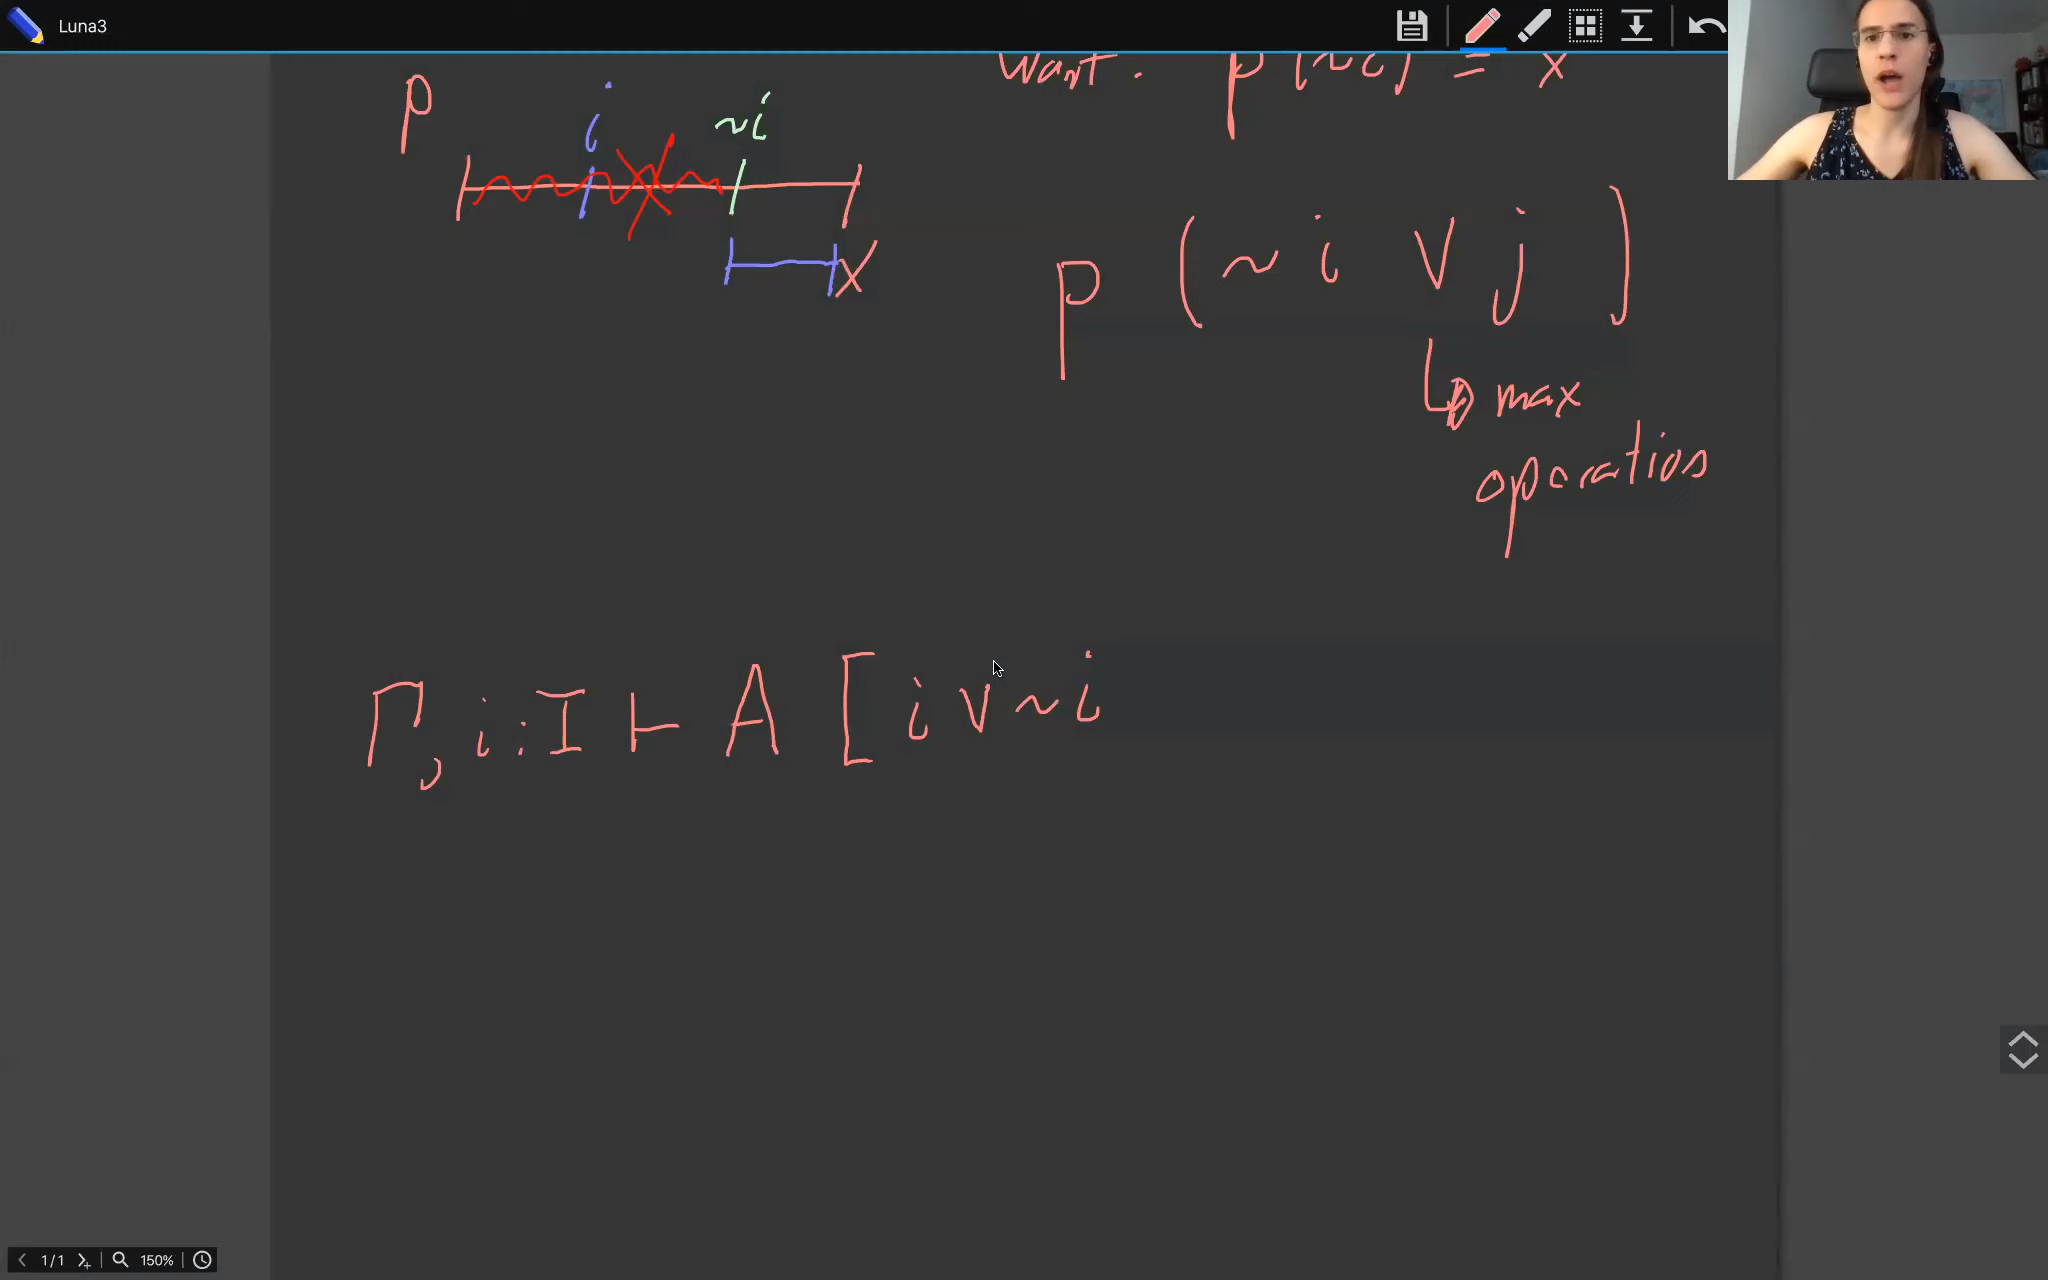 Luna3
want: p (~i) = x
p
i
~i
x
p ( ~ i ∨ j )
max
operation
Γ, i : I ⊢ A [ i ∨ ~ i
1/1
150%